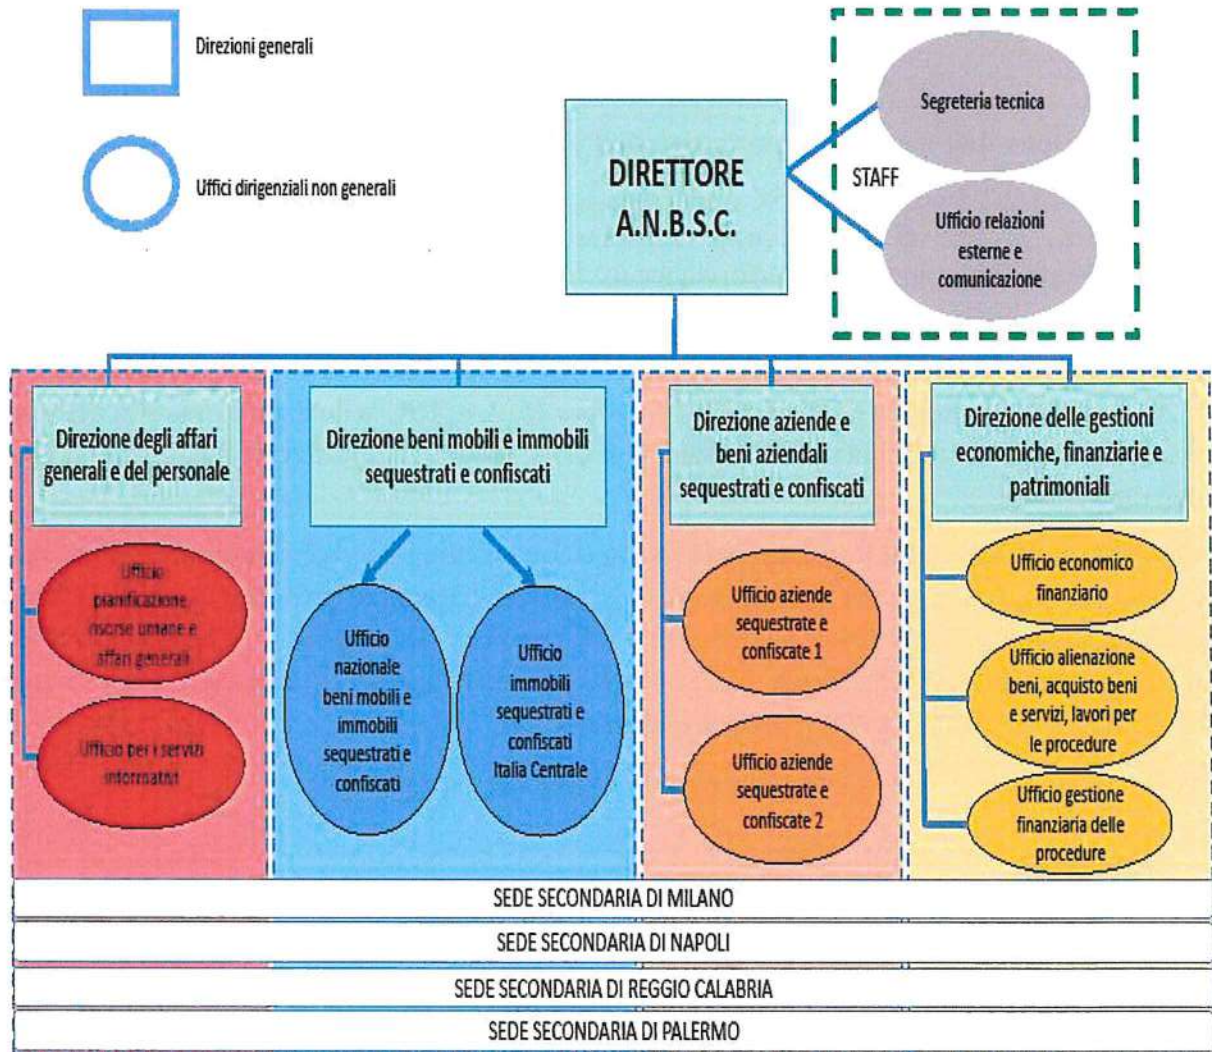 Direzioni generali
Uffici dirigenziali non generali
DIRETTORE
A.N.B.S.C.
STAFF
Segreteria tecnica
Ufficio relazioni
esterne e
comunicazione
Direzione degli affari
generali e del personale
Ufficio
pianificazione,
risorse umane e
affari generali
Ufficio per i servizi
informativi
Direzione beni mobili e immobili
sequestrati e confiscati
Ufficio
nazionale
beni mobili e
immobili
sequestrati e
confiscati
Ufficio
immobili
sequestrati e
confiscati
Italia Centrale
Direzione aziende e
beni aziendali
sequestrati e confiscati
Ufficio aziende
sequestrate e
confiscate 1
Ufficio aziende
sequestrate e
confiscate 2
Direzione delle gestioni
economiche, finanziarie e
patrimoniali
Ufficio economico
finanziario
Ufficio alienazione
beni, acquisto beni
e servizi, lavori per
le procedure
Ufficio gestione
finanziaria delle
procedure
SEDE SECONDARIA DI MILANO
SEDE SECONDARIA DI NAPOLI
SEDE SECONDARIA DI REGGIO CALABRIA
SEDE SECONDARIA DI PALERMO